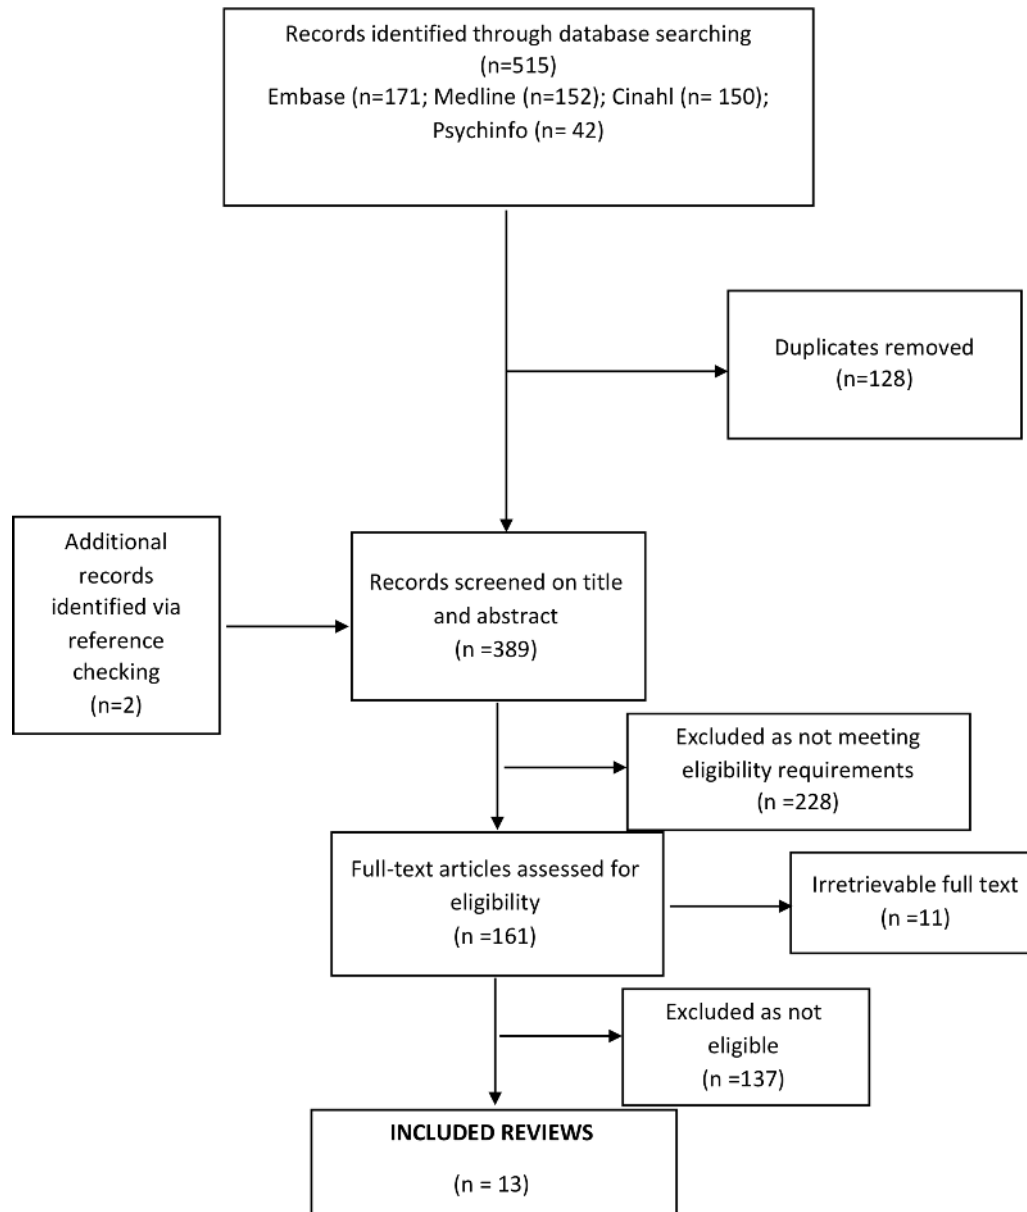 Records identified through database searching
(n=515)
Embase (n=171; Medline (n=152); Cinahl (n= 150);
Psychinfo (n= 42)
Duplicates removed
(n=128)
Additional
records
identified via
reference
checking
(n=2)
Records screened on title
and abstract
(n =389)
Excluded as not meeting
eligibility requirements
(n =228)
Full-text articles assessed for
eligibility
(n =161)
Irretrievable full text
(n =11)
Excluded as not
eligible
(n =137)
INCLUDED REVIEWS
(n = 13)